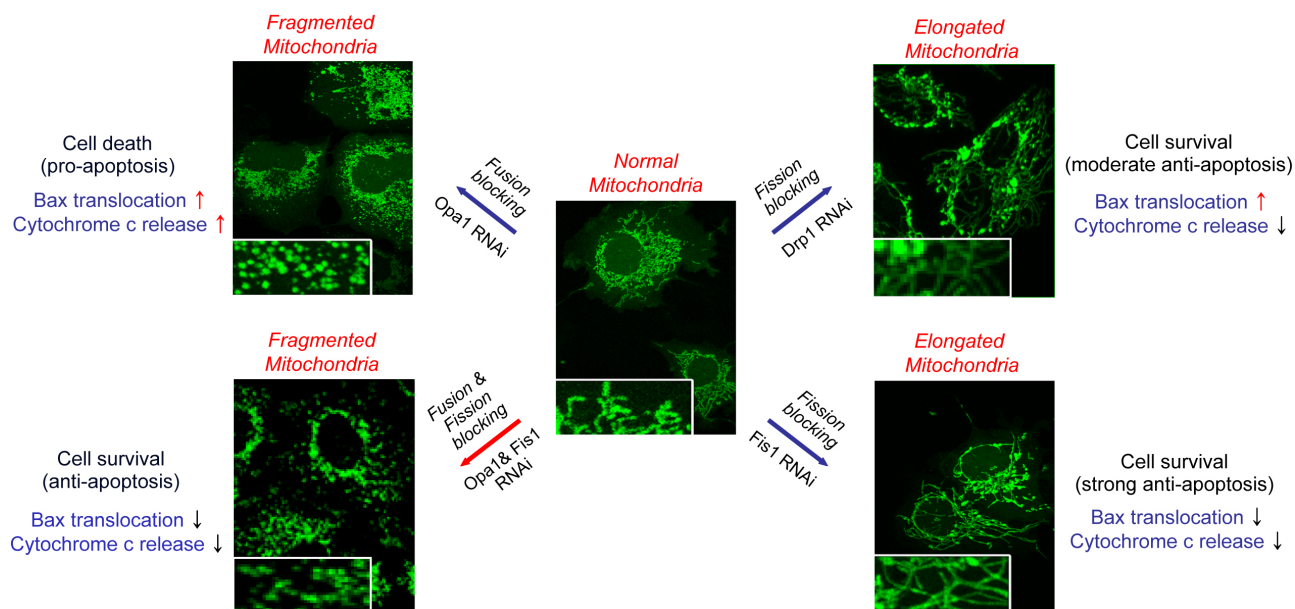 Fragmented
Mitochondria
Cell death
(pro-apoptosis)
Bax translocation ↑
Cytochrome c release ↑
Fusion
blocking
Opa1 RNAi
Normal
Mitochondria
Elongated
Mitochondria
Fission
blocking
Drp1 RNAi
Cell survival
(moderate anti-apoptosis)
Bax translocation ↑
Cytochrome c release ↓
Fragmented
Mitochondria
Cell survival
(anti-apoptosis)
Bax translocation ↓
Cytochrome c release ↓
Fusion &
Fission
blocking
Opa1& Fis1
RNAi
Elongated
Mitochondria
Fission
blocking
Fis1 RNAi
Cell survival
(strong anti-apoptosis)
Bax translocation ↓
Cytochrome c release ↓